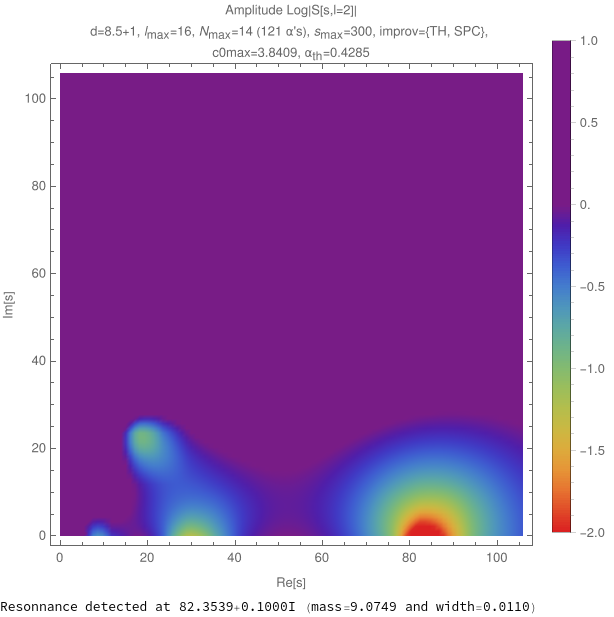 Amplitude Log|S[s,l=2]|
d=8.5+1, lmax=16, Nmax=14 (121 α's), smax=300, improv={TH, SPC},
c0max=3.8409, αth=0.4285
1.0
0.5
0.
-0.5
-1.0
-1.5
-2.0
100
80
60
40
20
0
Im[s]
0 20 40 60 80 100
Re[s]
Resonnance detected at 82.3539+0.1000I (mass=9.0749 and width=0.0110)